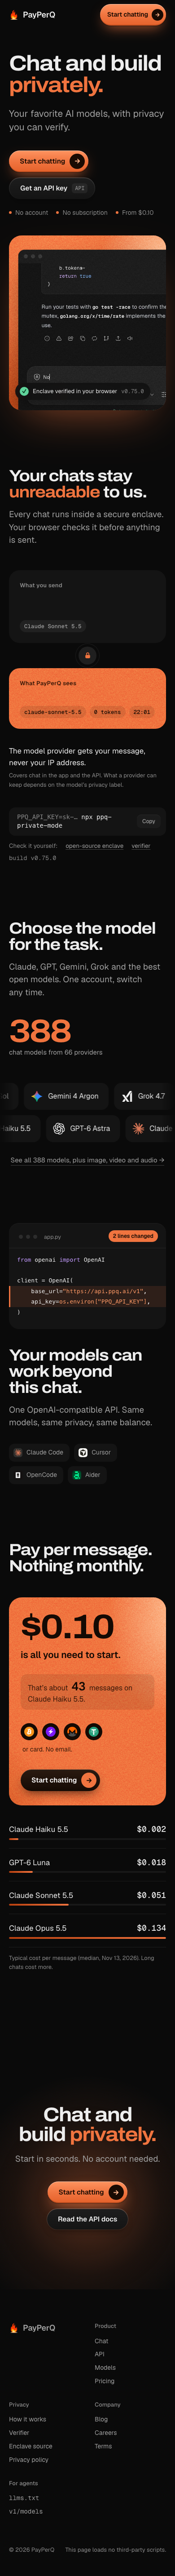 PayPerQ
Start chatting
Chat and build
privately.
Your favorite AI models, with privacy
you can verify.
Start chatting
Get an API key API
No account No subscription From $0.10
b.tokens-
return true
}
Run your tests with go test -race to confirm the
mutex, golang.org/x/time/rate implements the
use.
No
Enclave verified in your browser v0.75.0
Your chats stay
unreadable to us.
Every chat runs inside a secure enclave.
Your browser checks it before anything
is sent.
What you send
Claude Sonnet 5.5
What PayPerQ sees
claude-sonnet-5.5 0 tokens 22:01
The model provider gets your message,
never your IP address.
Covers chat in the app and the API. What a provider can
keep depends on the model's privacy label.
PPQ_API_KEY=sk-… npx ppq-
private-mode
Copy
Check it yourself: open-source enclave verifier
build v0.75.0
Choose the model
for the task.
Claude, GPT, Gemini, Grok and the best
open models. One account, switch
any time.
388
chat models from 66 providers
Gemini 4 Argon Grok 4.7
Haiku 5.5 GPT-6 Astra Claude
See all 388 models, plus image, video and audio →
app.py 2 lines changed
from openai import OpenAI
client = OpenAI(
base_url="https://api.ppq.ai/v1",
api_key=os.environ["PPQ_API_KEY"],
)
Your models can
work beyond
this chat.
One OpenAI-compatible API. Same
models, same privacy, same balance.
Claude Code Cursor
OpenCode Aider
Pay per message.
Nothing monthly.
$0.10
is all you need to start.
That's about 43 messages on
Claude Haiku 5.5.
or card. No email.
Start chatting
Claude Haiku 5.5 $0.002
GPT-6 Luna $0.018
Claude Sonnet 5.5 $0.051
Claude Opus 5.5 $0.134
Typical cost per message (median, Nov 13, 2026). Long
chats cost more.
Chat and
build privately.
Start in seconds. No account needed.
Start chatting
Read the API docs
PayPerQ
Product
Chat
API
Models
Pricing
Privacy
How it works
Verifier
Enclave source
Privacy policy
Company
Blog
Careers
Terms
For agents
llms.txt
v1/models
© 2026 PayPerQ This page loads no third-party scripts.